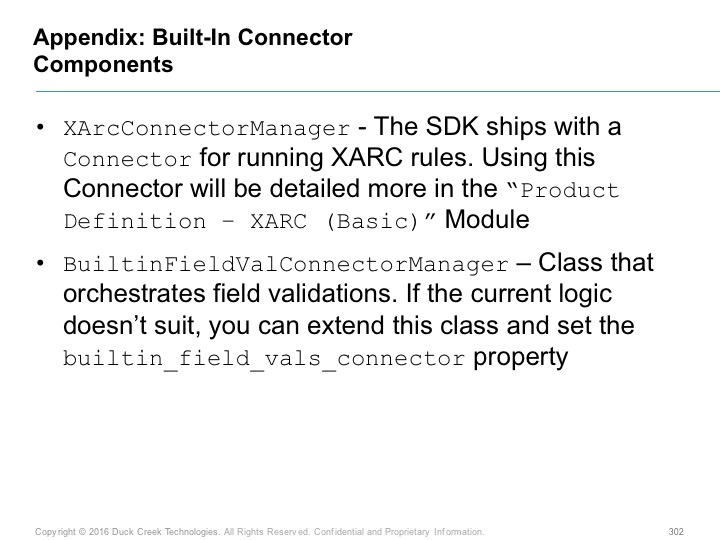 Appendix: Built-In Connector
Components
• XArcConnectorManager - The SDK ships with a
Connector for running XARC rules. Using this
Connector will be detailed more in the “Product
Definition – XARC (Basic)” Module
• BuiltinFieldValConnectorManager – Class that
orchestrates field validations. If the current logic
doesn’t suit, you can extend this class and set the
builtin_field_vals_connector property
Copyright © 2016 Duck Creek Technologies. All Rights Reserved. Confidential and Proprietary Information.
302